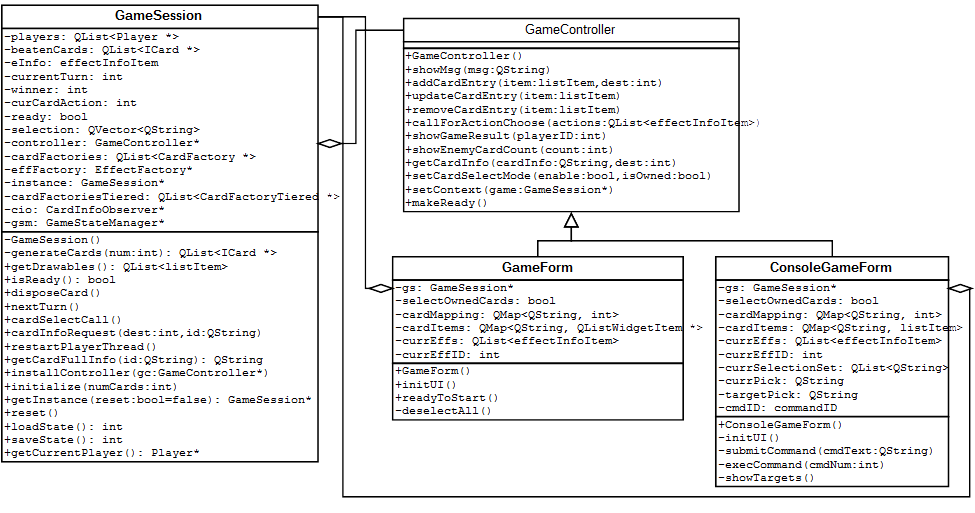 GameSession
-players: QList<Player *>
-beatenCards: QList<ICard *>
-eInfo: effectInfoItem
-currentTurn: int
-winner: int
-curCardAction: int
-ready: bool
-selection: QVector<QString>
-controller: GameController*
-cardFactories: QList<CardFactory *>
-effFactory: EffectFactory*
-instance: GameSession*
-cardFactoriesTiered: QList<CardFactoryTiered *>
-cio: CardInfoObserver*
-gsm: GameStateManager*
-GameSession()
-generateCards(num:int): QList<ICard *>
+getDrawables(): QList<listItem>
+isReady(): bool
+disposeCard()
+nextTurn()
+cardSelectCall()
+cardInfoRequest(dest:int,id:QString)
+restartPlayerThread()
+getCardFullInfo(id:QString): QString
+installController(gc:GameController*)
+initialize(numCards:int)
+getInstance(reset:bool=false): GameSession*
+reset()
+loadState(): int
+saveState(): int
+getCurrentPlayer(): Player*
GameController
+GameController()
+showMsg(msg:QString)
+addCardEntry(item:listItem,dest:int)
+updateCardEntry(item:listItem)
+removeCardEntry(item:listItem)
+callForActionChoose(actions:QList<effectInfoItem>)
+showGameResult(playerID:int)
+showEnemyCardCount(count:int)
+getCardInfo(cardInfo:QString,dest:int)
+setCardSelectMode(enable:bool,isOwned:bool)
+setContext(game:GameSession*)
+makeReady()
GameForm
-gs: GameSession*
-selectOwnedCards: bool
-cardMapping: QMap<QString, int>
-cardItems: QMap<QString, QListWidgetItem *>
-currEffs: QList<effectInfoItem>
-currEffID: int
+GameForm()
+initUI()
+readyToStart()
-deselectAll()
ConsoleGameForm
-gs: GameSession*
-selectOwnedCards: bool
-cardMapping: QMap<QString, int>
-cardItems: QMap<QString, listItem>
-currEffs: QList<effectInfoItem>
-currEffID: int
-currSelectionSet: QList<QString>
-currPick: QString
-targetPick: QString
-cmdID: commandID
+ConsoleGameForm()
-initUI()
-submitCommand(cmdText:QString)
-execCommand(cmdNum:int)
-showTargets()